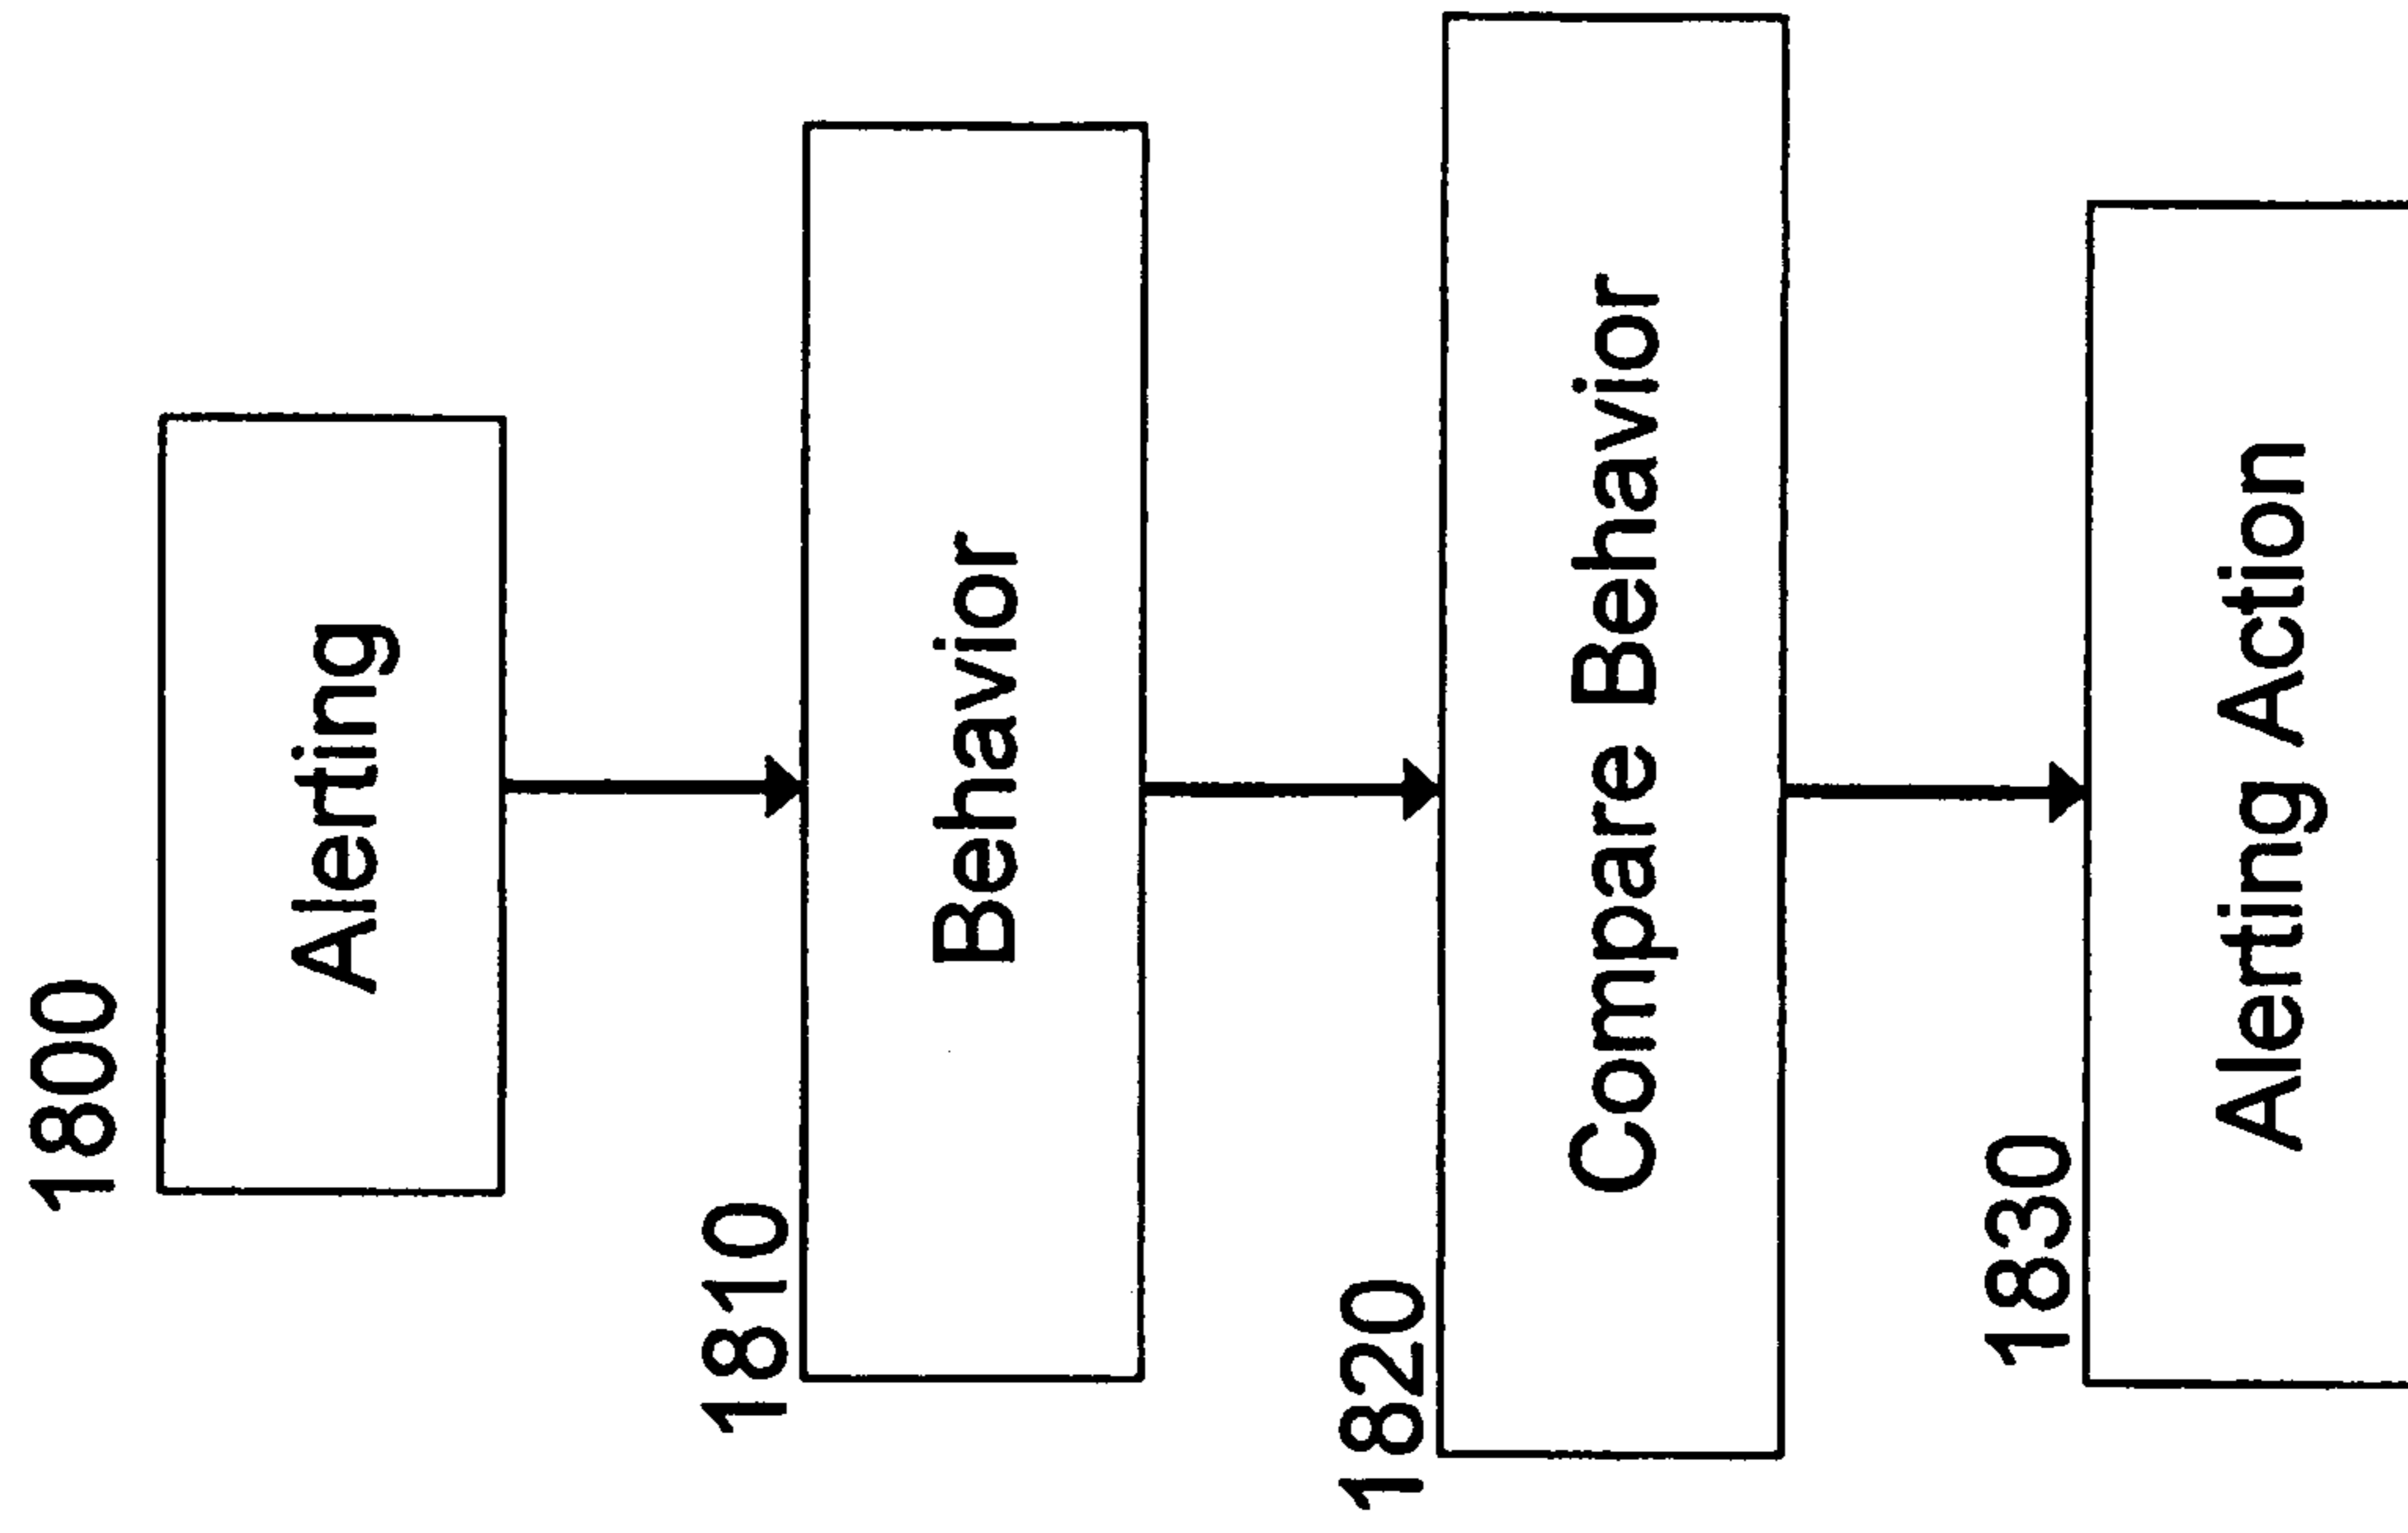 1800
Alerting
1810
Behavior
1820
Compare Behavior
1830
Alerting Action